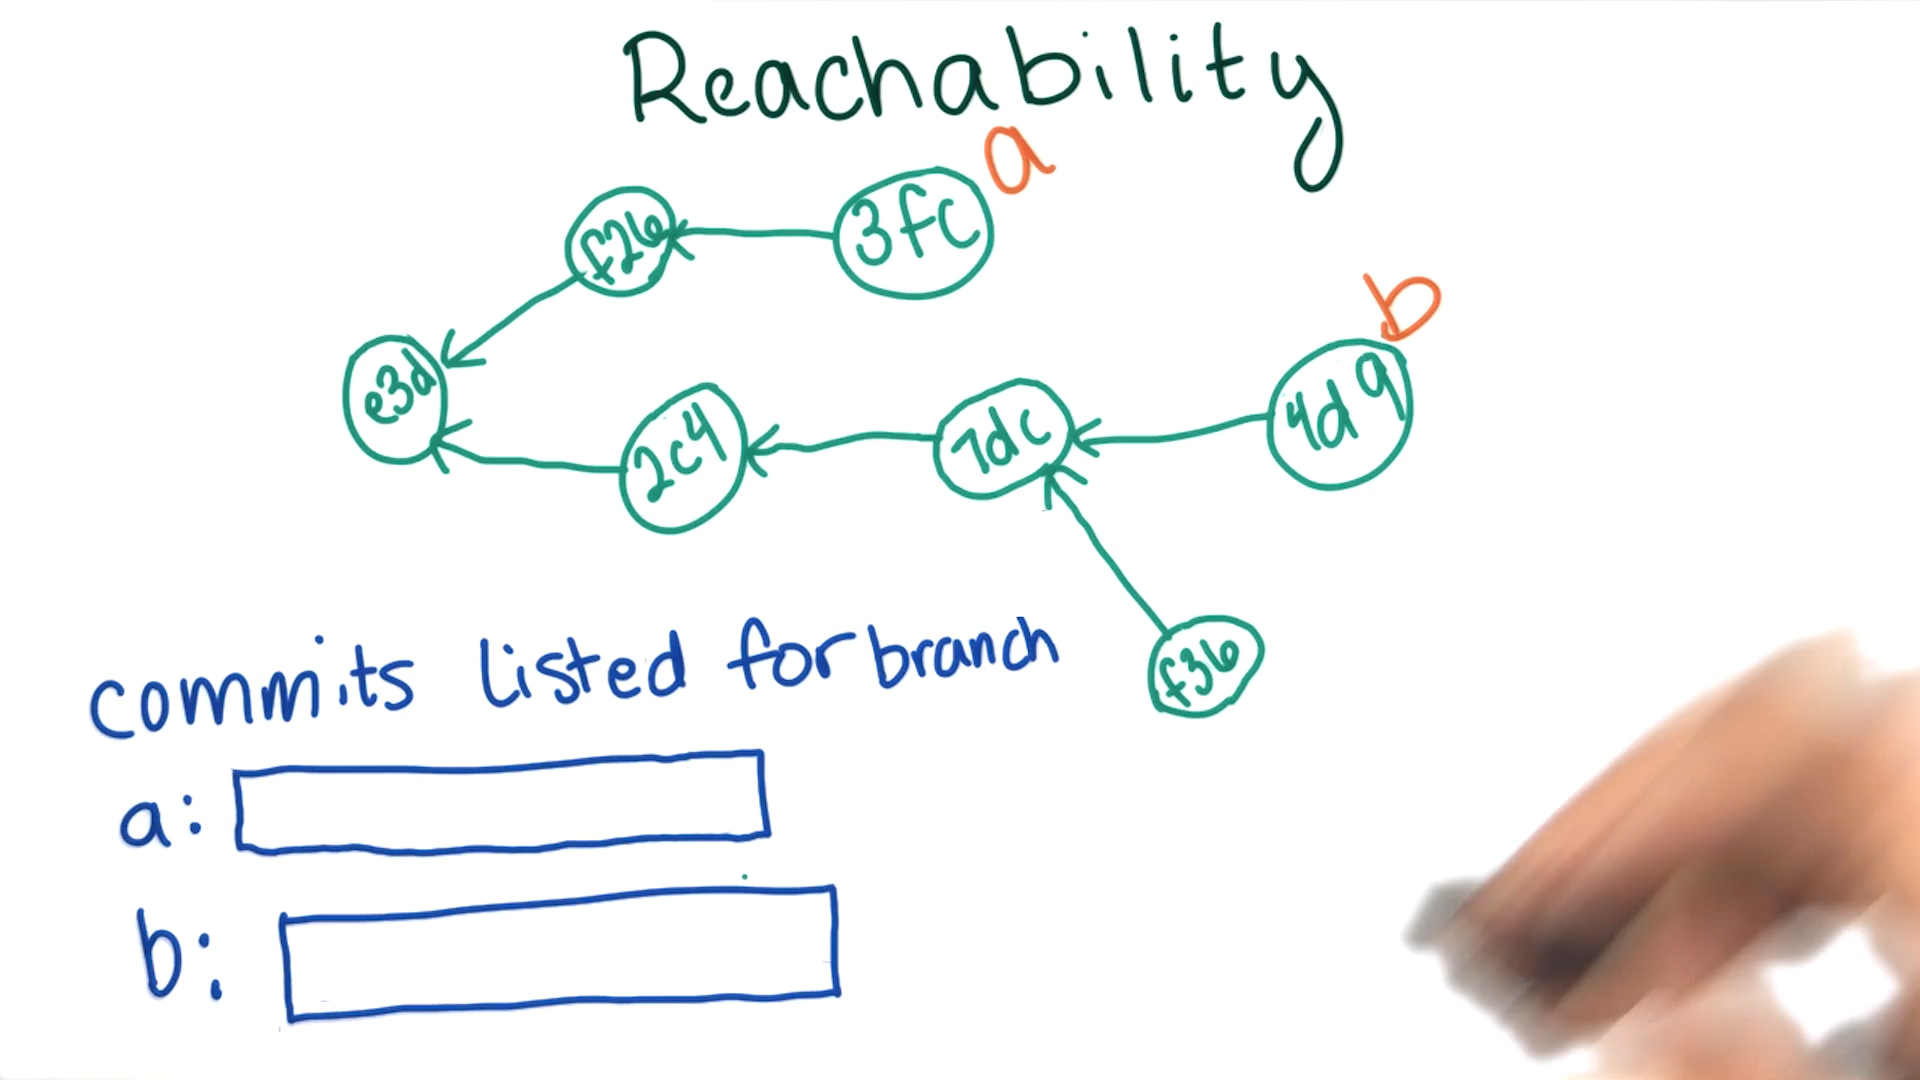 Reachability
a
f26 3fc
b
e3d
2c4 7dc 4d9
f36
commits listed for branch
a:
b: